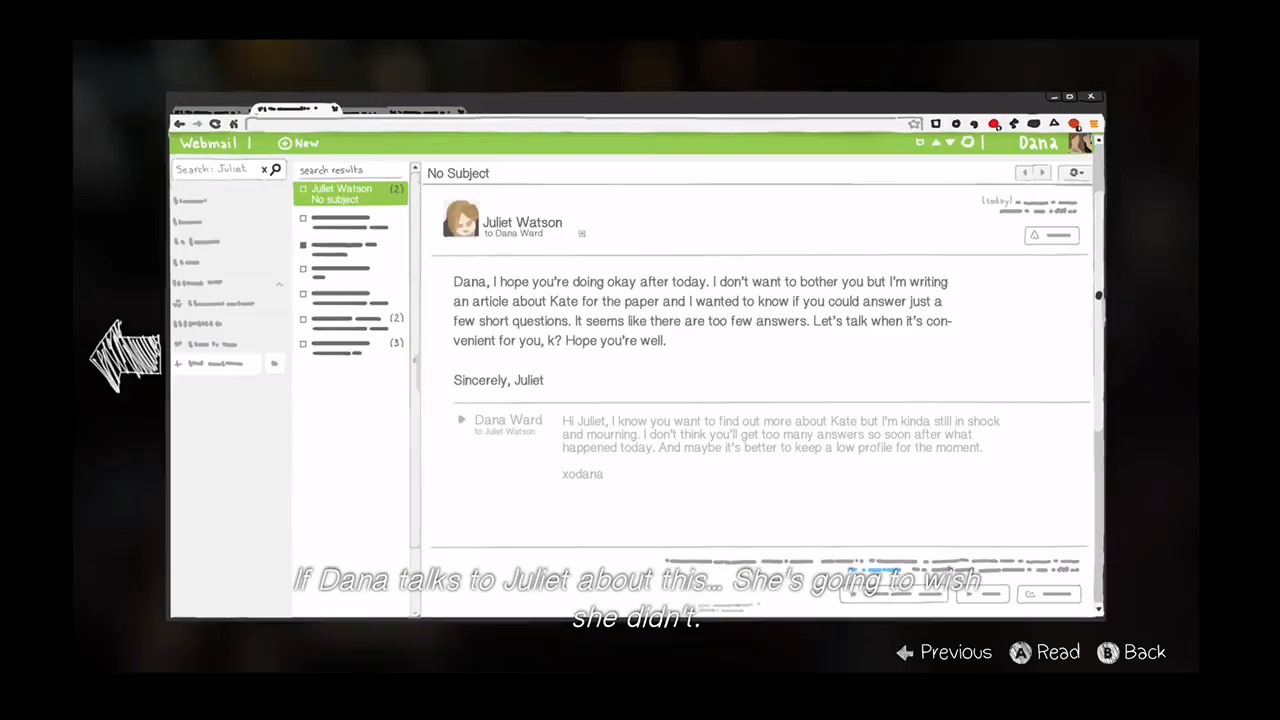 Webmail |
New
Dana
Search: Juliet x
search results
Juliet Watson (2)
No subject
(2)
(3)
No Subject
Juliet Watson
to Dana Ward
(today)
Dana, I hope you're doing okay after today. I don't want to bother you but I'm writing
an article about Kate for the paper and I wanted to know if you could answer just a
few short questions. It seems like there are too few answers. Let's talk when it's con-
venient for you, k? Hope you're well.
Sincerely, Juliet
Dana Ward
to Juliet Watson
Hi Juliet, I know you want to find out more about Kate but I'm kinda still in shock
and mourning. I don't think you'll get too many answers so soon after what
happened today. And maybe it's better to keep a low profile for the moment.
xodana
If Dana talks to Juliet about this... She's going to wish
she didn't.
Previous A Read B Back